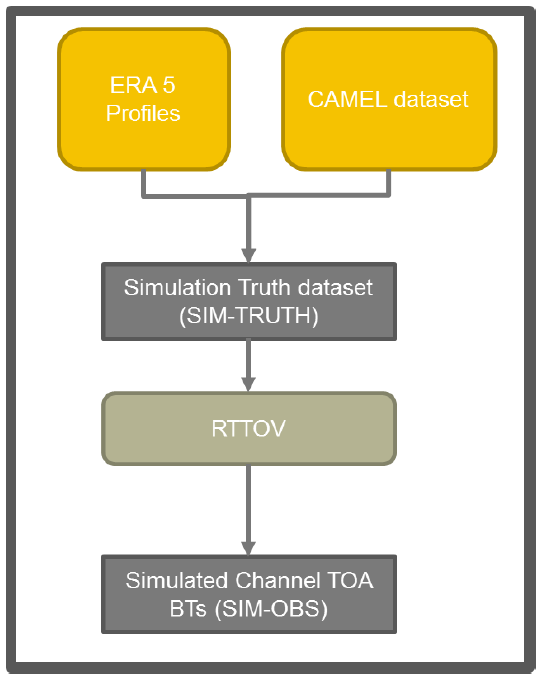 ERA 5
Profiles
CAMEL dataset
Simulation Truth dataset
(SIM-TRUTH)
RTTOV
Simulated Channel TOA
BTs (SIM-OBS)